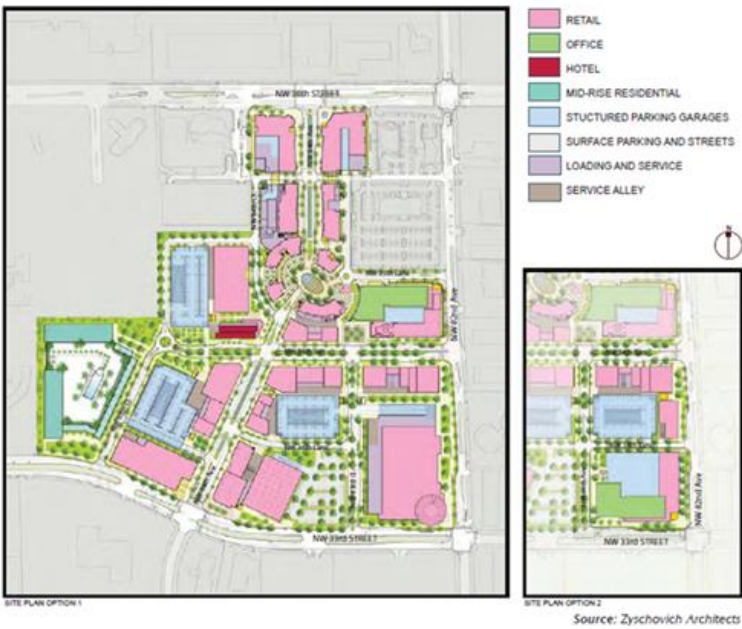 RETAIL
OFFICE
HOTEL
MID-RISE RESIDENTIAL
STUCTURED PARKING GARAGES
SURFACE PARKING AND STREETS
LOADING AND SERVICE
SERVICE ALLEY
NW 36th STREET
NW 82nd Ave
NW 33rd STREET
SITE PLAN OPTION 1
NW 82nd Ave
NW 33rd STREET
SITE PLAN OPTION 2
Source: Zyschovich Architects